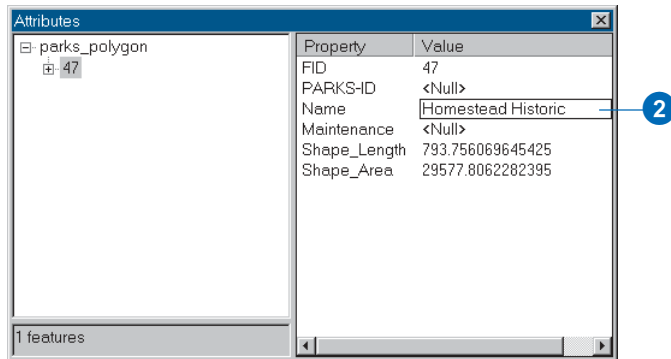 Attributes
parks_polygon
47
1 features
Property Value
FID 47
PARKS-ID <Null>
Name Homestead Historic
Maintenance <Null>
Shape_Length 793.756069645425
Shape_Area 29577.8062282395
2